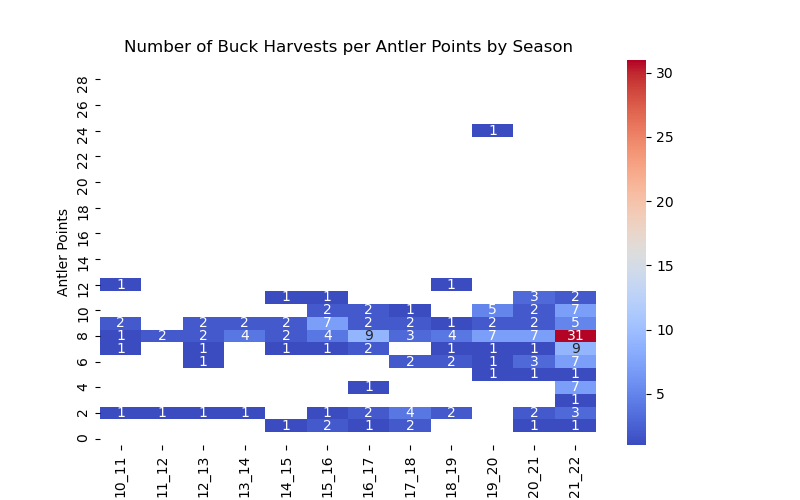 Number of Buck Harvests per Antler Points by Season
Antler Points
28
26
24 1
22
20
18
16
14
12 1 1
1 1 3 2
10 2 2 1 5 2 7
2 2 2 2 7 2 2 1 2 2 5
8 1 2 2 4 2 4 9 3 4 7 7 31
1 1 1 1 2 1 1 1 9
6 1 2 2 1 3 7
1 1 1
4 1 7
1
2 1 1 1 1 1 2 4 2 2 3
1 2 1 2 1 1
0
10_11 11_12 12_13 13_14 14_15 15_16 16_17 17_18 18_19 19_20 20_21 21_22
30
25
20
15
10
5